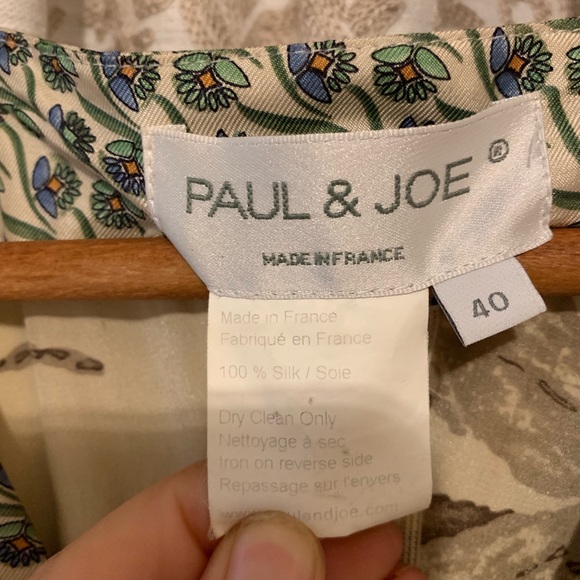 PAUL & JOE ®
MADE IN FRANCE
40
Made in France
Fabriqué en France
100 % Silk / Soie
Dry Clean Only
Nettoyage à sec
Iron on reverse side
Repassage sur l'envers